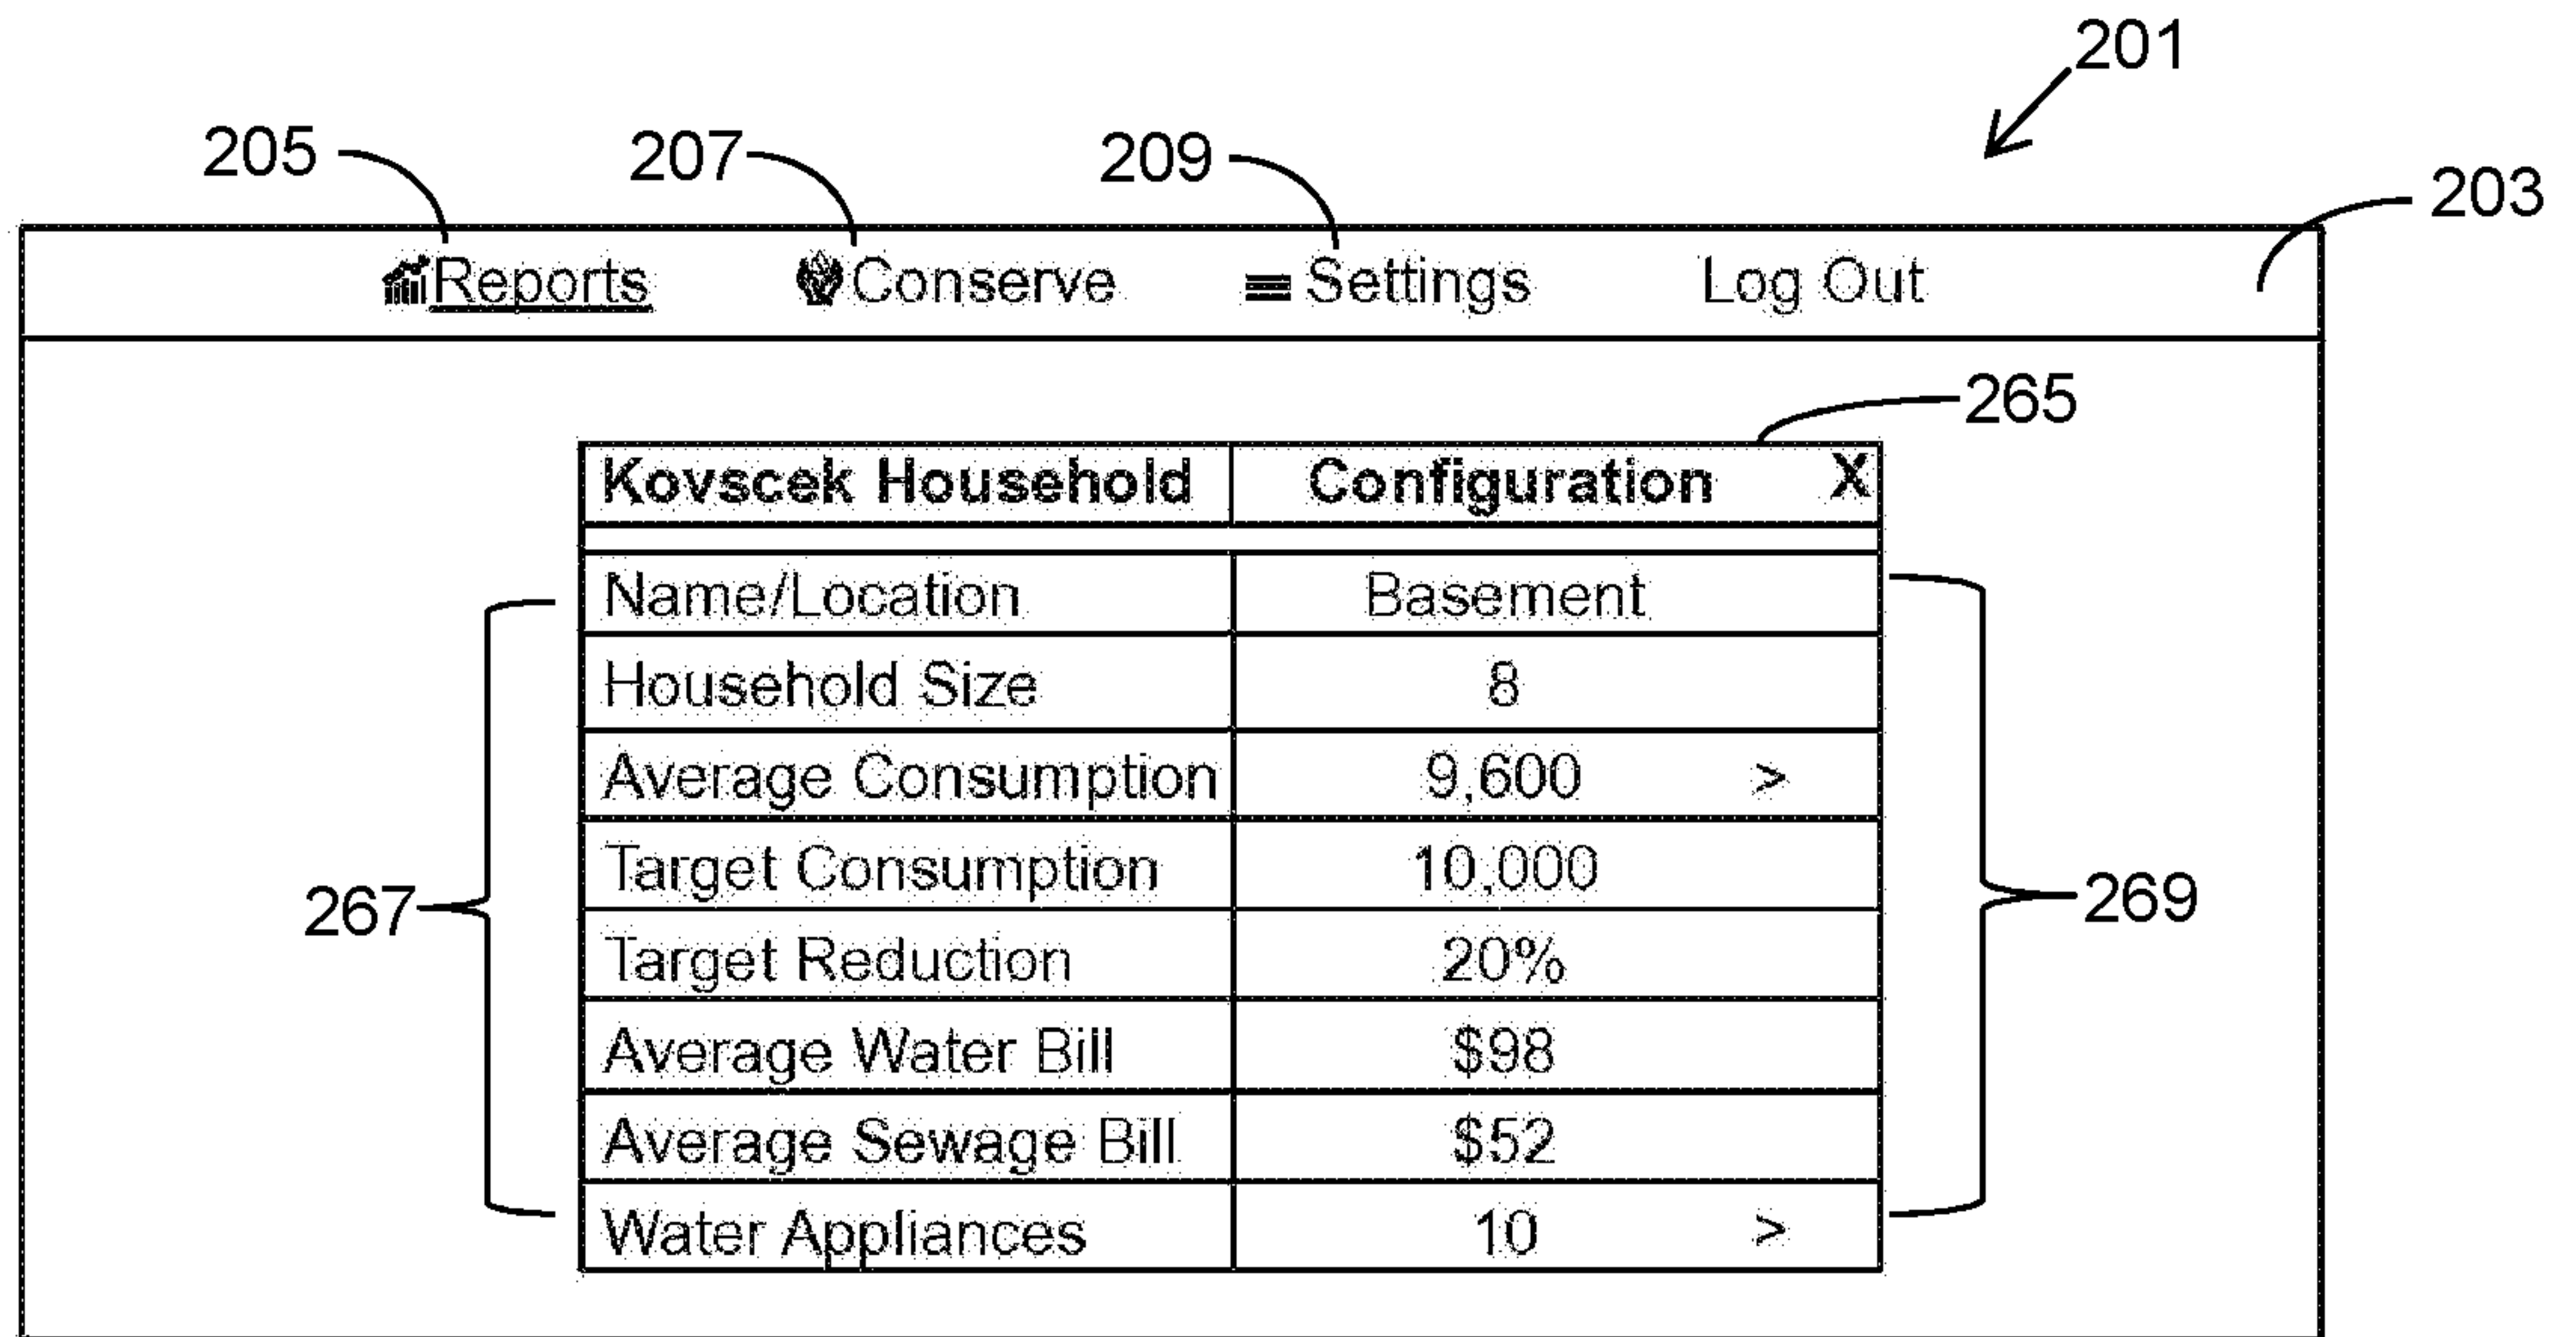 201
205 207 209
203
Reports Conserve Settings Log Out
265
Kovscek Household Configuration X
Name/Location Basement
Household Size 8
Average Consumption 9,600 >
Target Consumption 10,000
267 269
Target Reduction 20%
Average Water Bill $98
Average Sewage Bill $52
Water Appliances 10 >